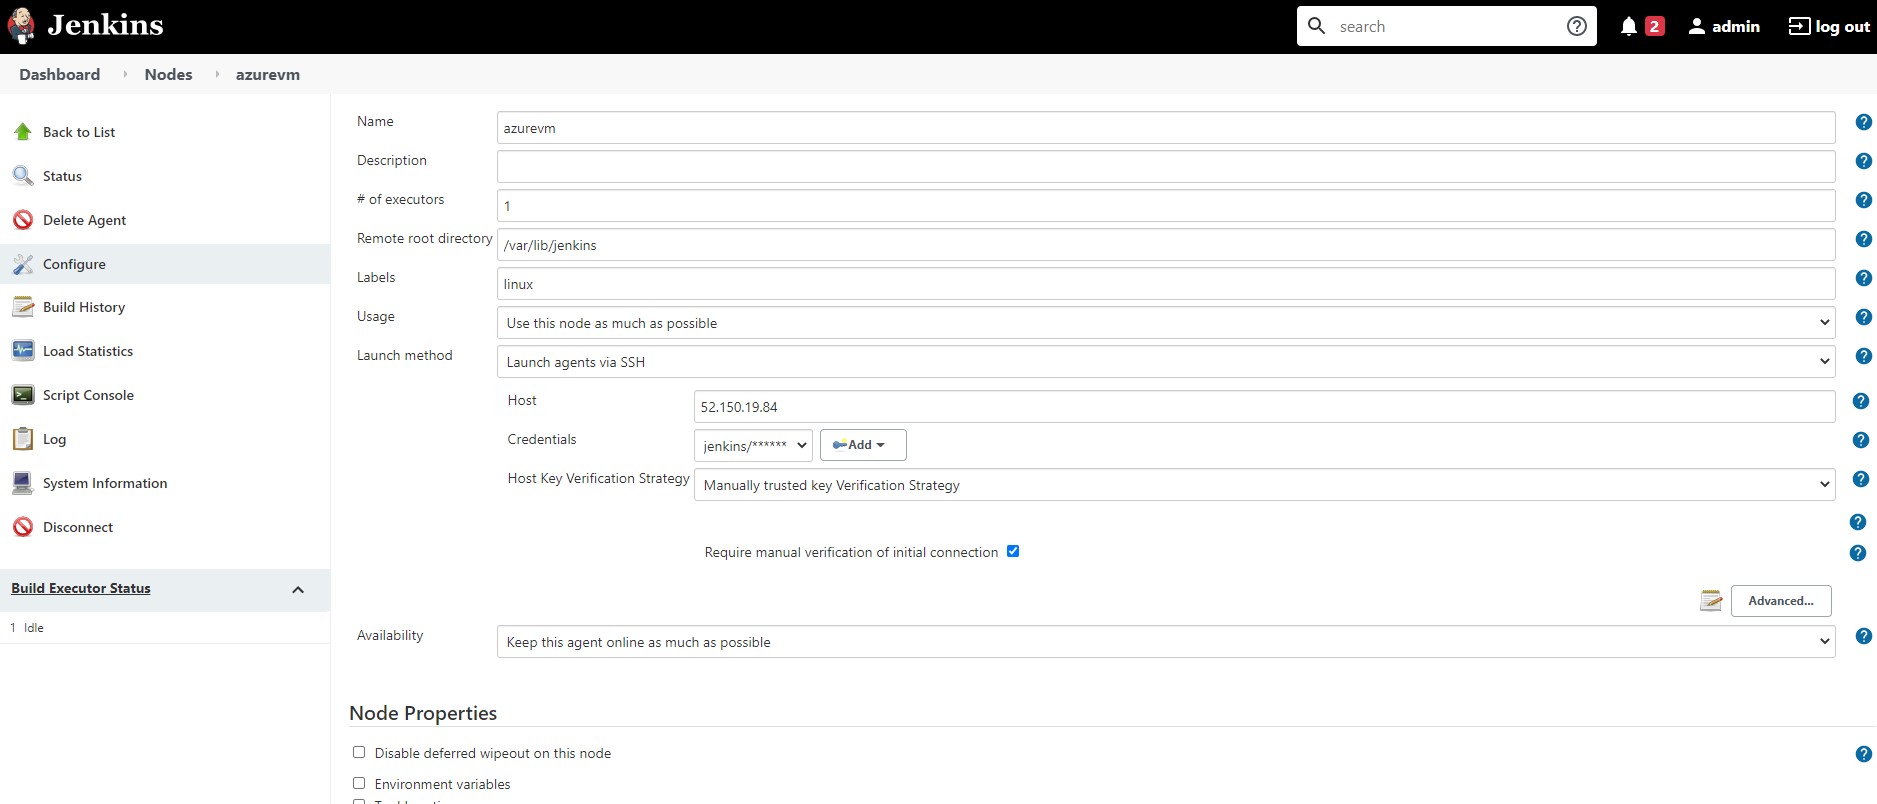 Jenkins
search
2
admin
log out
Dashboard
Nodes
azurevm
Back to List
Status
Delete Agent
Configure
Build History
Load Statistics
Script Console
Log
System Information
Disconnect
Build Executor Status
1 Idle
Name
azurevm
Description
# of executors
1
Remote root directory
/var/lib/jenkins
Labels
linux
Usage
Use this node as much as possible
Launch method
Launch agents via SSH
Host
52.150.19.84
Credentials
jenkins/******
Add
Host Key Verification Strategy
Manually trusted key Verification Strategy
Require manual verification of initial connection
Advanced...
Availability
Keep this agent online as much as possible
Node Properties
Disable deferred wipeout on this node
Environment variables